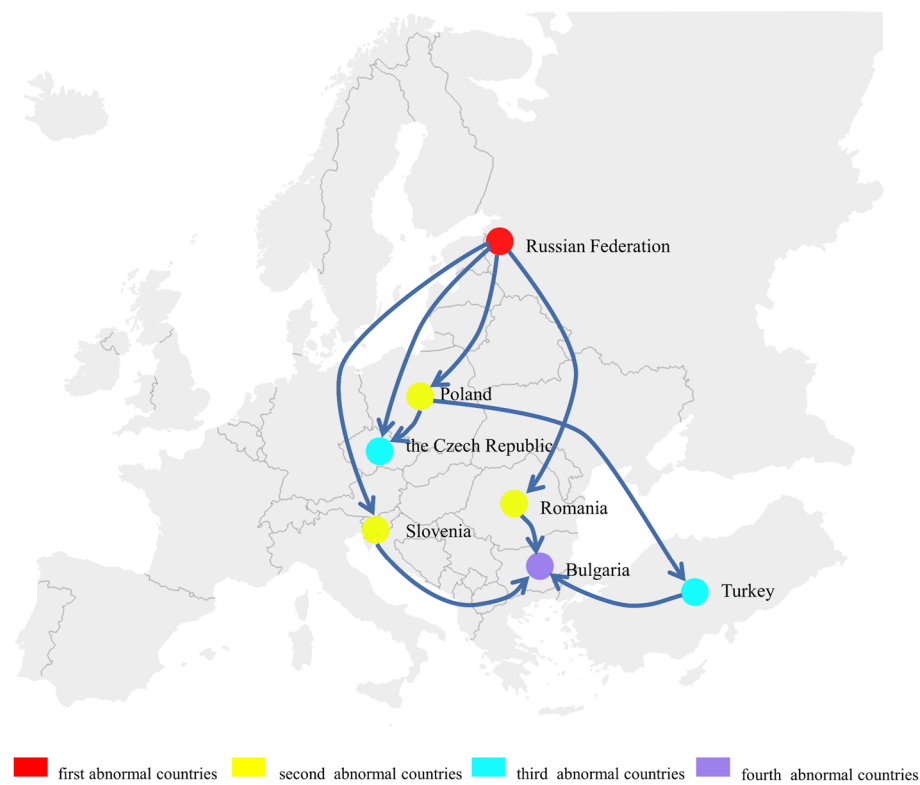 Russian Federation
Poland
the Czech Republic
Romania
Slovenia
Bulgaria
Turkey
first abnormal countries
second abnormal countries
third abnormal countries
fourth abnormal countries